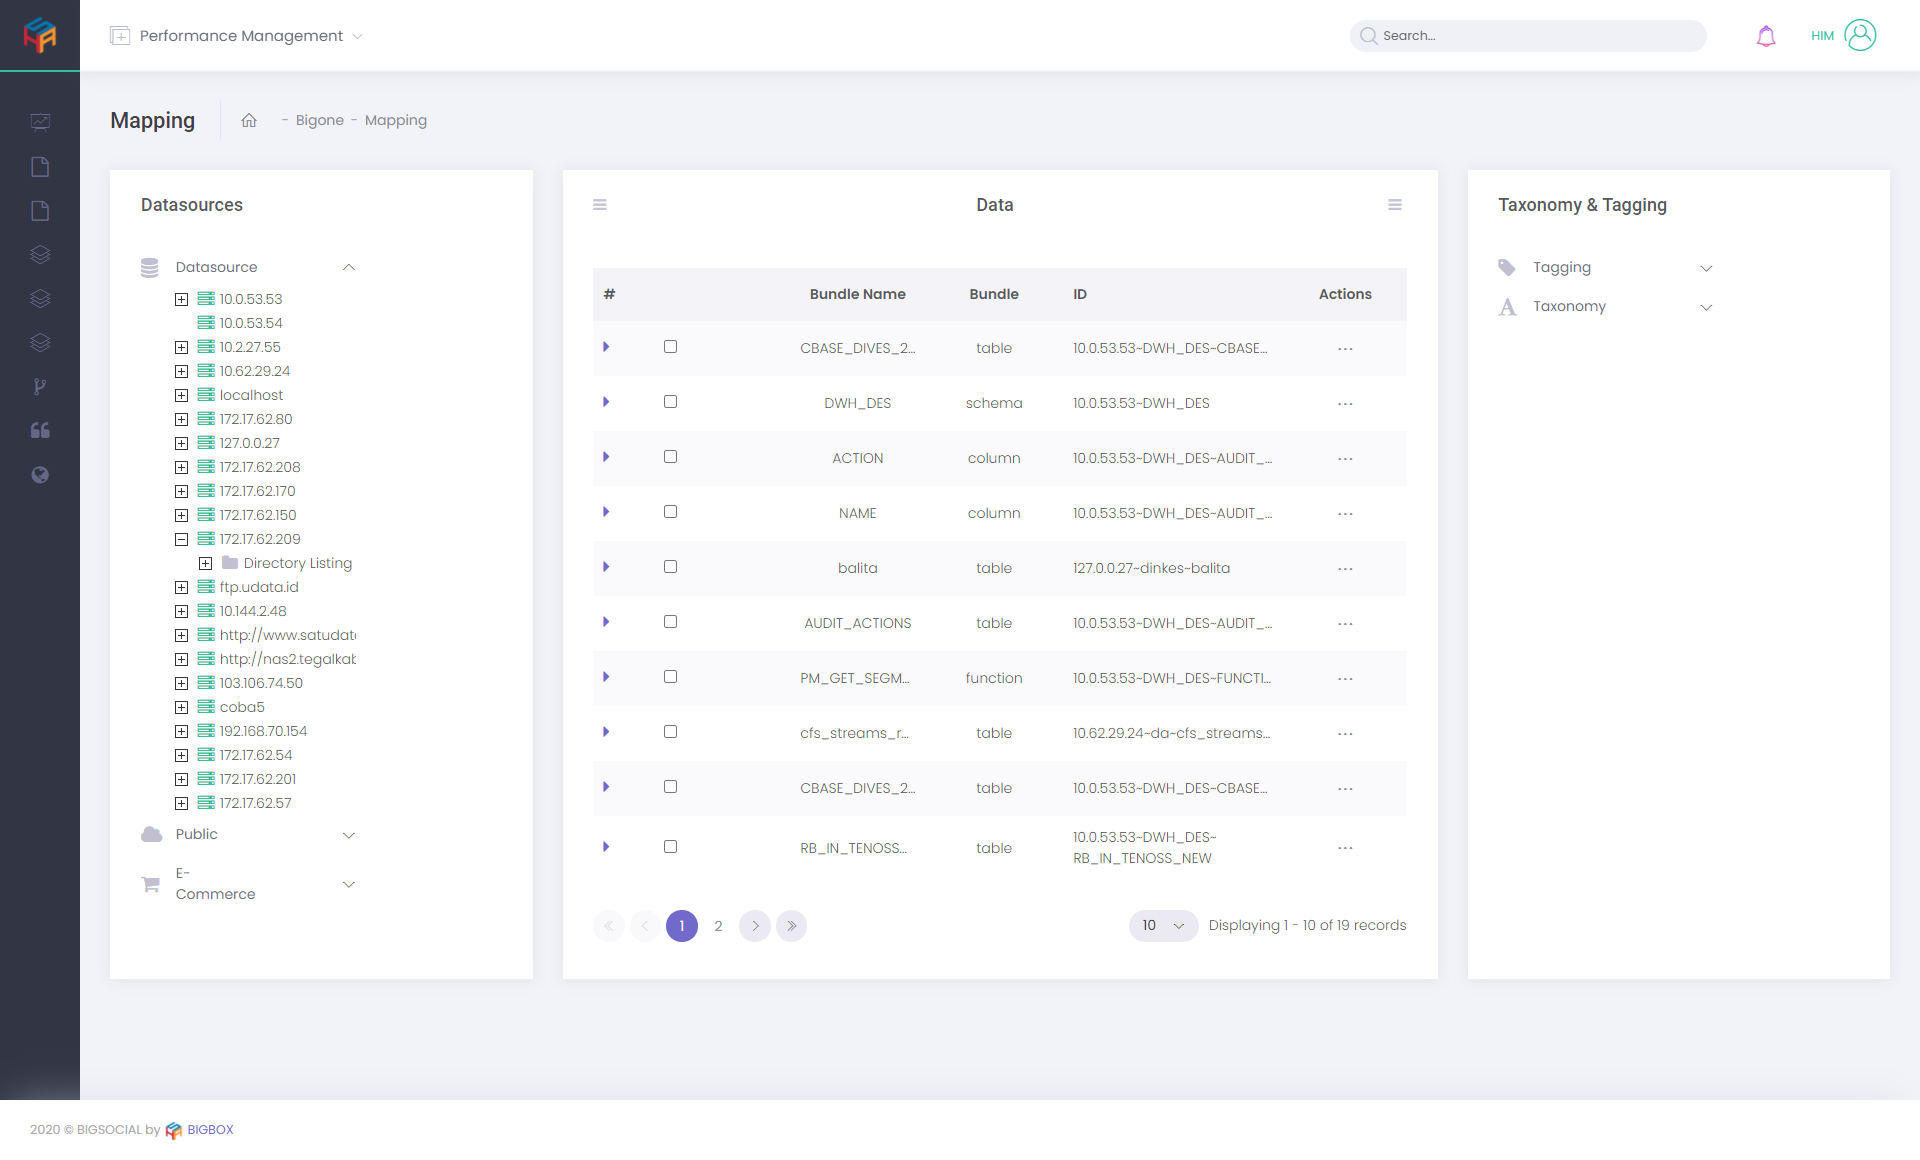 Performance Management
Search...
HIM
Mapping
- Bigone - Mapping
Datasources
Datasource
10.0.53.53
10.0.53.54
10.2.27.55
10.62.29.24
localhost
172.17.62.80
127.0.0.27
172.17.62.208
172.17.62.170
172.17.62.150
172.17.62.209
Directory Listing
ftp.udata.id
10.144.2.48
http://www.satudat
http://nas2.tegalkab
103.106.74.50
coba5
192.168.70.154
172.17.62.54
172.17.62.201
172.17.62.57
Public
E-
Commerce
Data
# Bundle Name Bundle ID Actions
CBASE_DIVES_2... table 10.0.53.53~DWH_DES~CBASE... ...
DWH_DES schema 10.0.53.53~DWH_DES ...
ACTION column 10.0.53.53~DWH_DES~AUDIT_... ...
NAME column 10.0.53.53~DWH_DES~AUDIT_... ...
balita table 127.0.0.27~dinkes~balita ...
AUDIT_ACTIONS table 10.0.53.53~DWH_DES~AUDIT_... ...
PM_GET_SEGM... function 10.0.53.53~DWH_DES~FUNCTI... ...
cfs_streams_r... table 10.62.29.24~da~cfs_streams... ...
CBASE_DIVES_2... table 10.0.53.53~DWH_DES~CBASE... ...
RB_IN_TENOSS... table 10.0.53.53~DWH_DES~ ...
RB_IN_TENOSS_NEW
1 2
10 Displaying 1 - 10 of 19 records
Taxonomy & Tagging
Tagging
Taxonomy
2020 © BIGSOCIAL by BIGBOX